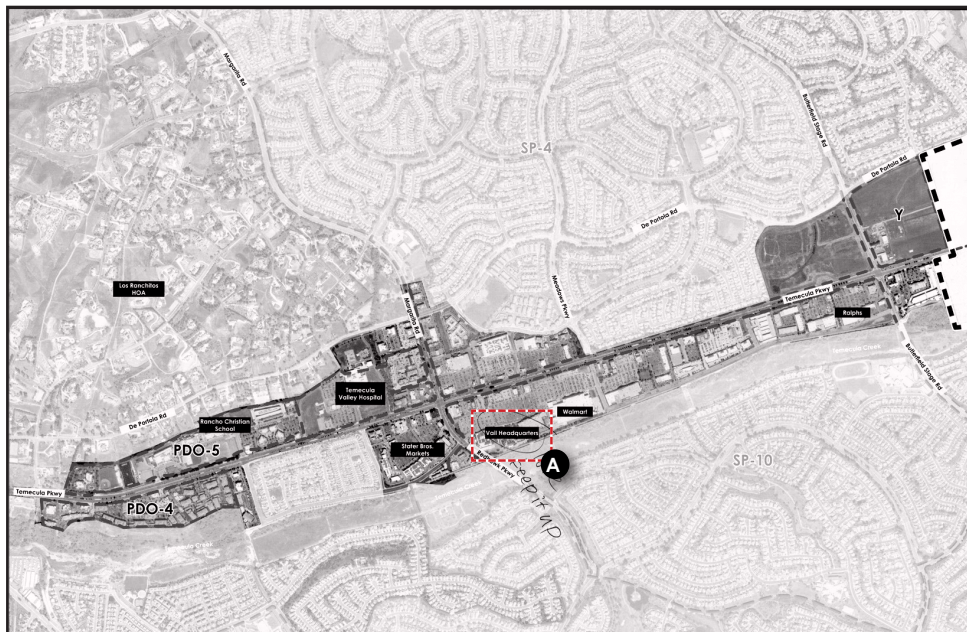 Margarita Rd
SP-4
Butterfield Stage Rd
De Portola Rd
Y
De Portola Rd
Los Ranchitos
HOA
Meadows Pkwy
Temecula Pkwy
Margarita Rd
Ralphs
Butterfield Stage Rd
Temecula Creek
Temecula
Valley Hospital
De Portola Rd
Rancho Christian
School
Walmart
Vail Headquarters
PDO-5
Stater Bros.
Markets
Redhawk Pkwy
A
SP-10
keep it up
Temecula Pkwy
PDO-4
Temecula Creek